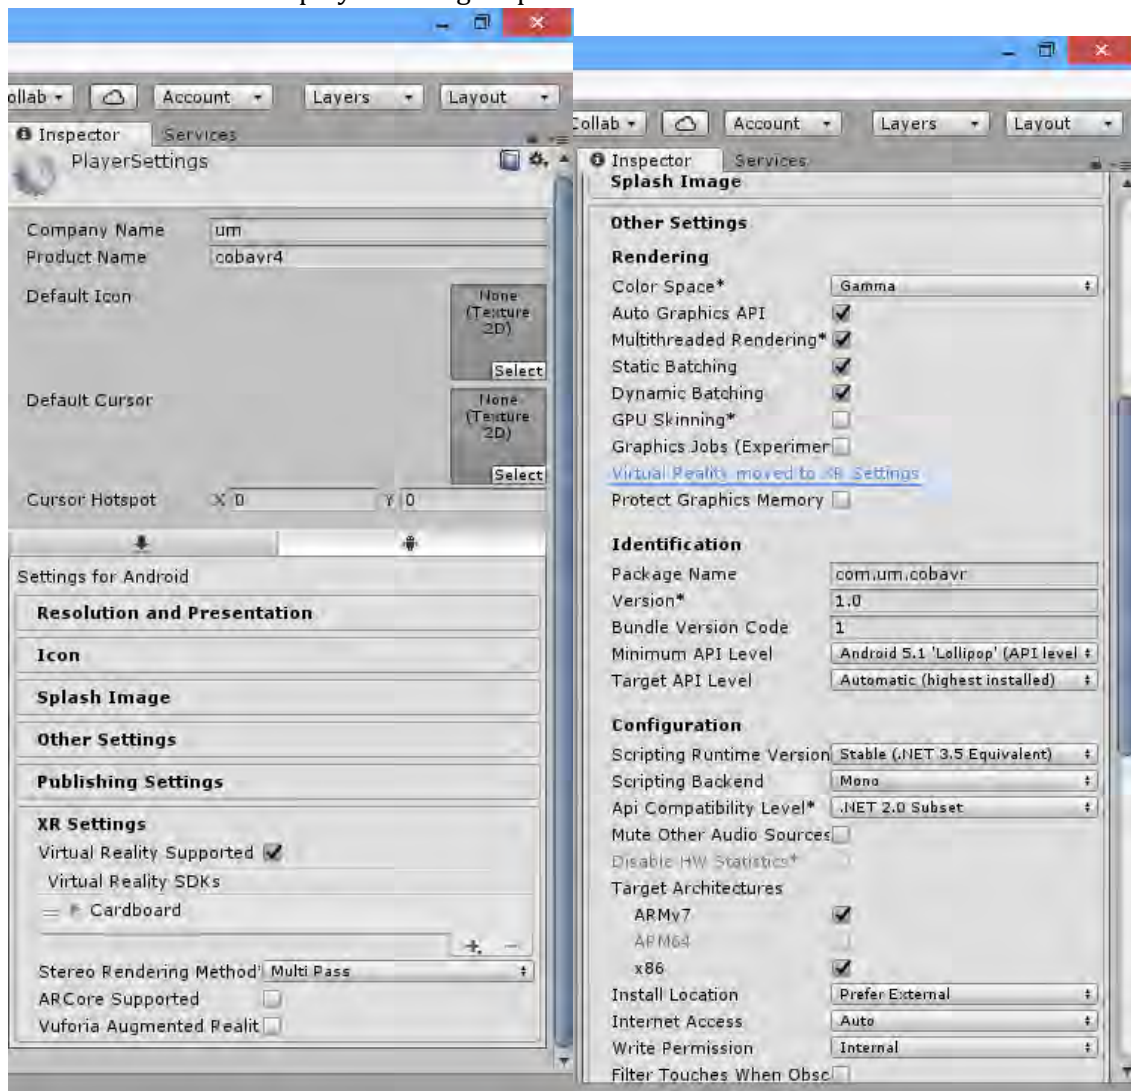 ollab
Account
Layers
Layout
Inspector
Services
PlayerSettings
Company Name um
Product Name cobavr4
Default Icon
None
(Texture
2D)
Select
Default Cursor
None
(Texture
2D)
Select
Cursor Hotspot X 0 Y 0
Settings for Android
Resolution and Presentation
Icon
Splash Image
Other Settings
Publishing Settings
XR Settings
Virtual Reality Supported
Virtual Reality SDKs
Cardboard
Stereo Rendering Method* Multi Pass
ARCore Supported
Vuforia Augmented Realit
Collab
Account
Layers
Layout
Inspector
Services
Splash Image
Other Settings
Rendering
Color Space* Gamma
Auto Graphics API
Multithreaded Rendering*
Static Batching
Dynamic Batching
GPU Skinning*
Graphics Jobs (Experimer
Virtual Reality moved to XR Settings
Protect Graphics Memory
Identification
Package Name com.um.cobavr
Version* 1.0
Bundle Version Code 1
Minimum API Level Android 5.1 'Lollipop' (API level
Target API Level Automatic (highest installed)
Configuration
Scripting Runtime Version Stable (.NET 3.5 Equivalent)
Scripting Backend Mono
Api Compatibility Level* .NET 2.0 Subset
Mute Other Audio Sources
Disable HW Statistics*
Target Architectures
ARMv7
ARM64
x86
Install Location Prefer External
Internet Access Auto
Write Permission Internal
Filter Touches When Obsc